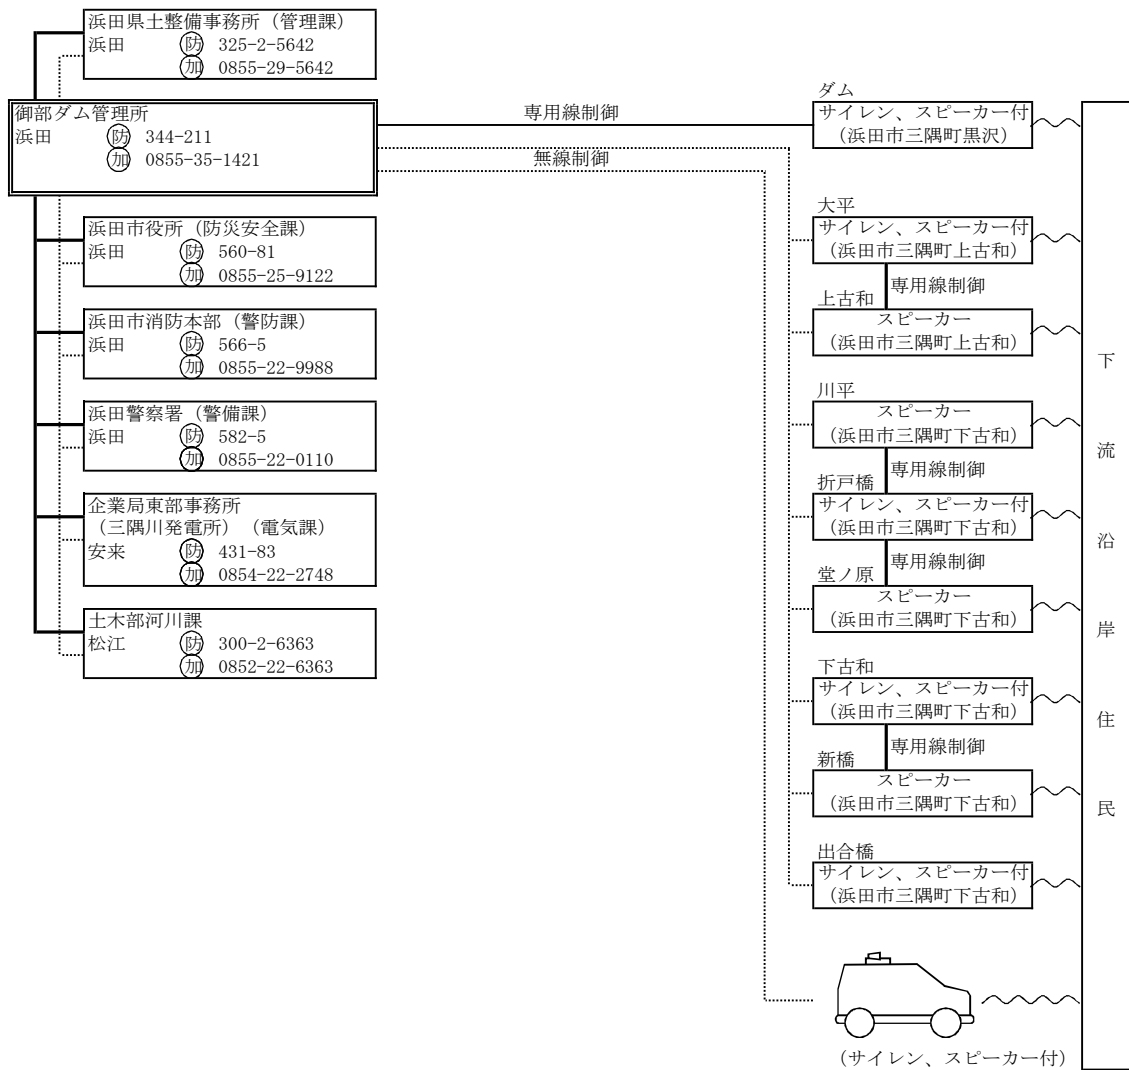 浜田県土整備事務所（管理課）
浜田 防 325-2-5642
加 0855-29-5642
御部ダム管理所
浜田 防 344-211
加 0855-35-1421
浜田市役所（防災安全課）
浜田 防 560-81
加 0855-25-9122
浜田市消防本部（警防課）
浜田 防 566-5
加 0855-22-9988
浜田警察署（警備課）
浜田 防 582-5
加 0855-22-0110
企業局東部事務所
（三隅川発電所）（電気課）
安来 防 431-83
加 0854-22-2748
土木部河川課
松江 防 300-2-6363
加 0852-22-6363
専用線制御
無線制御
ダム
サイレン、スピーカー付
（浜田市三隅町黒沢）
大平
サイレン、スピーカー付
（浜田市三隅町上古和）
専用線制御
上古和
スピーカー
（浜田市三隅町上古和）
川平
スピーカー
（浜田市三隅町下古和）
専用線制御
折戸橋
サイレン、スピーカー付
（浜田市三隅町下古和）
専用線制御
堂ノ原
スピーカー
（浜田市三隅町下古和）
下古和
サイレン、スピーカー付
（浜田市三隅町下古和）
専用線制御
新橋
スピーカー
（浜田市三隅町下古和）
出合橋
サイレン、スピーカー付
（浜田市三隅町下古和）
（サイレン、スピーカー付）
下流沿岸住民